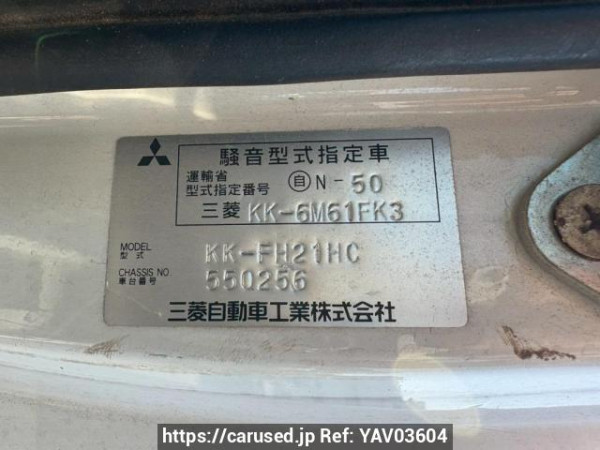 騒音型式指定車
運輸省
型式指定番号 自 N-50
三菱 KK-6M61FK3
MODEL
型式
KK-FH21HC
CHASSIS NO.
車台番号
550256
三菱自動車工業株式会社
https://carused.jp Ref: YAV03604